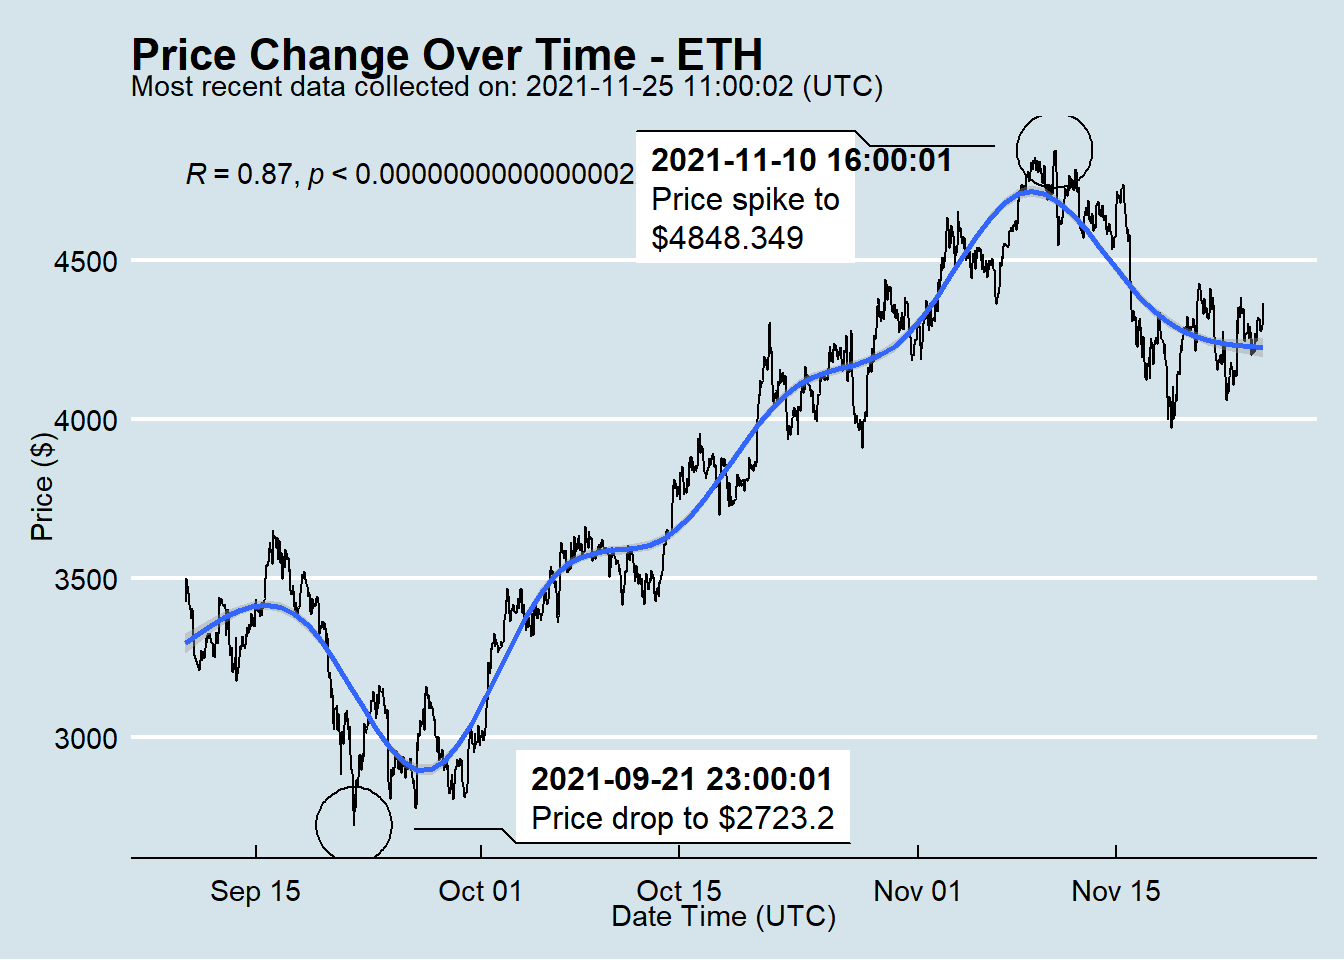 Price Change Over Time - ETH
Most recent data collected on: 2021-11-25 11:00:02 (UTC)
R = 0.87, p < 0.0000000000000002
2021-11-10 16:00:01
Price spike to
$4848.349
4500
4000
3500
3000
Price ($)
2021-09-21 23:00:01
Price drop to $2723.2
Sep 15
Oct 01
Oct 15
Nov 01
Nov 15
Date Time (UTC)